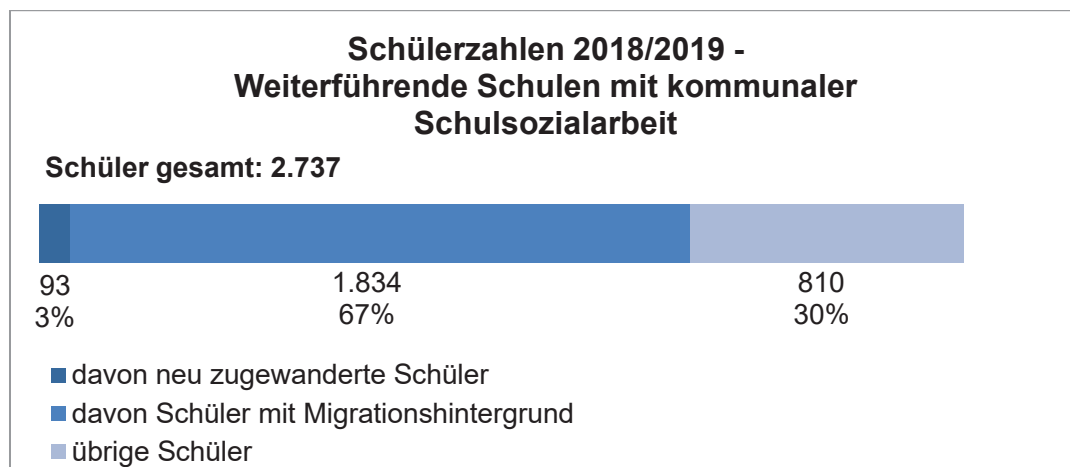 Schülerzahlen 2018/2019 -
Weiterführende Schulen mit kommunaler
Schulsozialarbeit
Schüler gesamt: 2.737
93
3%
1.834
67%
810
30%
davon neu zugewanderte Schüler
davon Schüler mit Migrationshintergrund
übrige Schüler